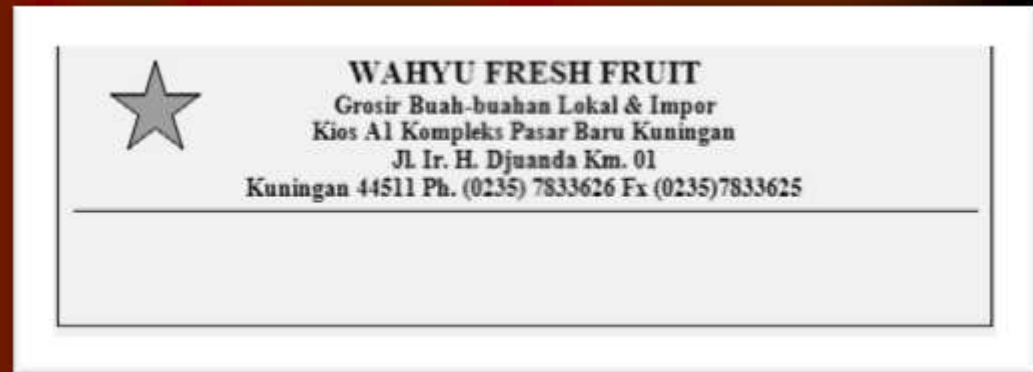 WAHYU FRESH FRUIT
Grosir Buah-buahan Lokal & Impor
Kios A1 Kompleks Pasar Baru Kuningan
Jl. Ir. H. Djuanda Km. 01
Kuningan 44511 Ph. (0235) 7833626 Fx (0235)7833625